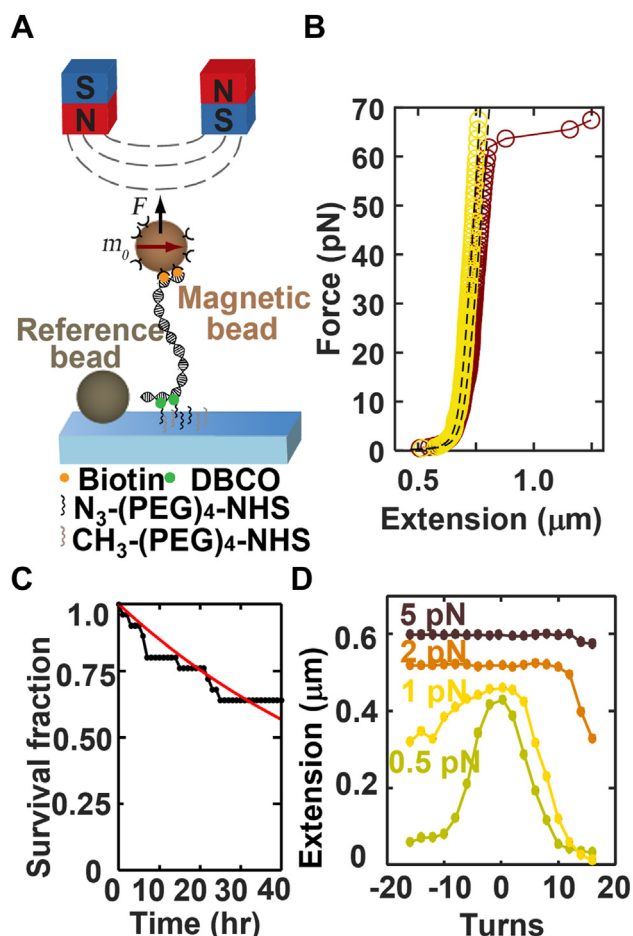 A
S
N
N
S
F
m₀
Magnetic
bead
Reference
bead
Biotin DBCO
N₃-(PEG)₄-NHS
CH₃-(PEG)₄-NHS
B
Force (pN)
70
60
50
40
30
20
10
0
0.5 1.0
Extension (μm)
C
Survival fraction
1.0
0.75
0.50
0.25
0
0 10 20 30 40
Time (hr)
D
Extension (μm)
0.6
0.4
0.2
0
5 pN
2 pN
1 pN
0.5 pN
-20 -10 0 10 20
Turns